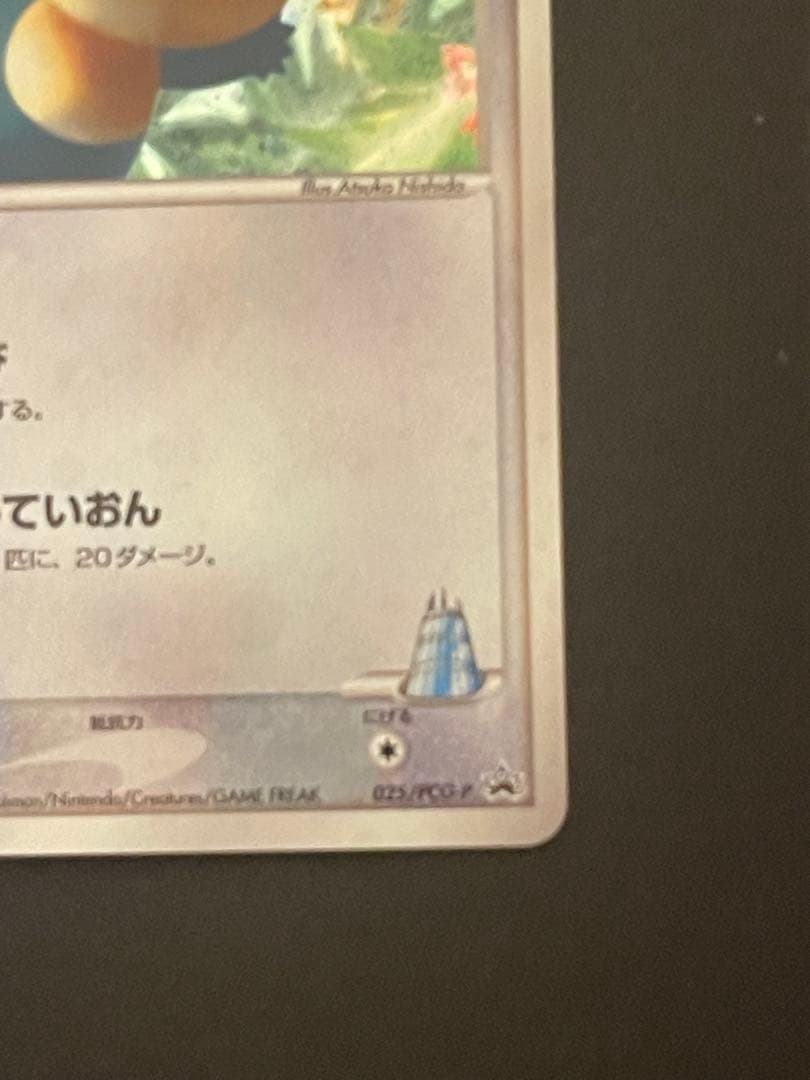 Illus. Atsuko Nishida
する。
ていおん
匹に、20ダメージ。
抵抗力
にげる
/Nintendo/Creatures/GAME FREAK
025/PCG-P